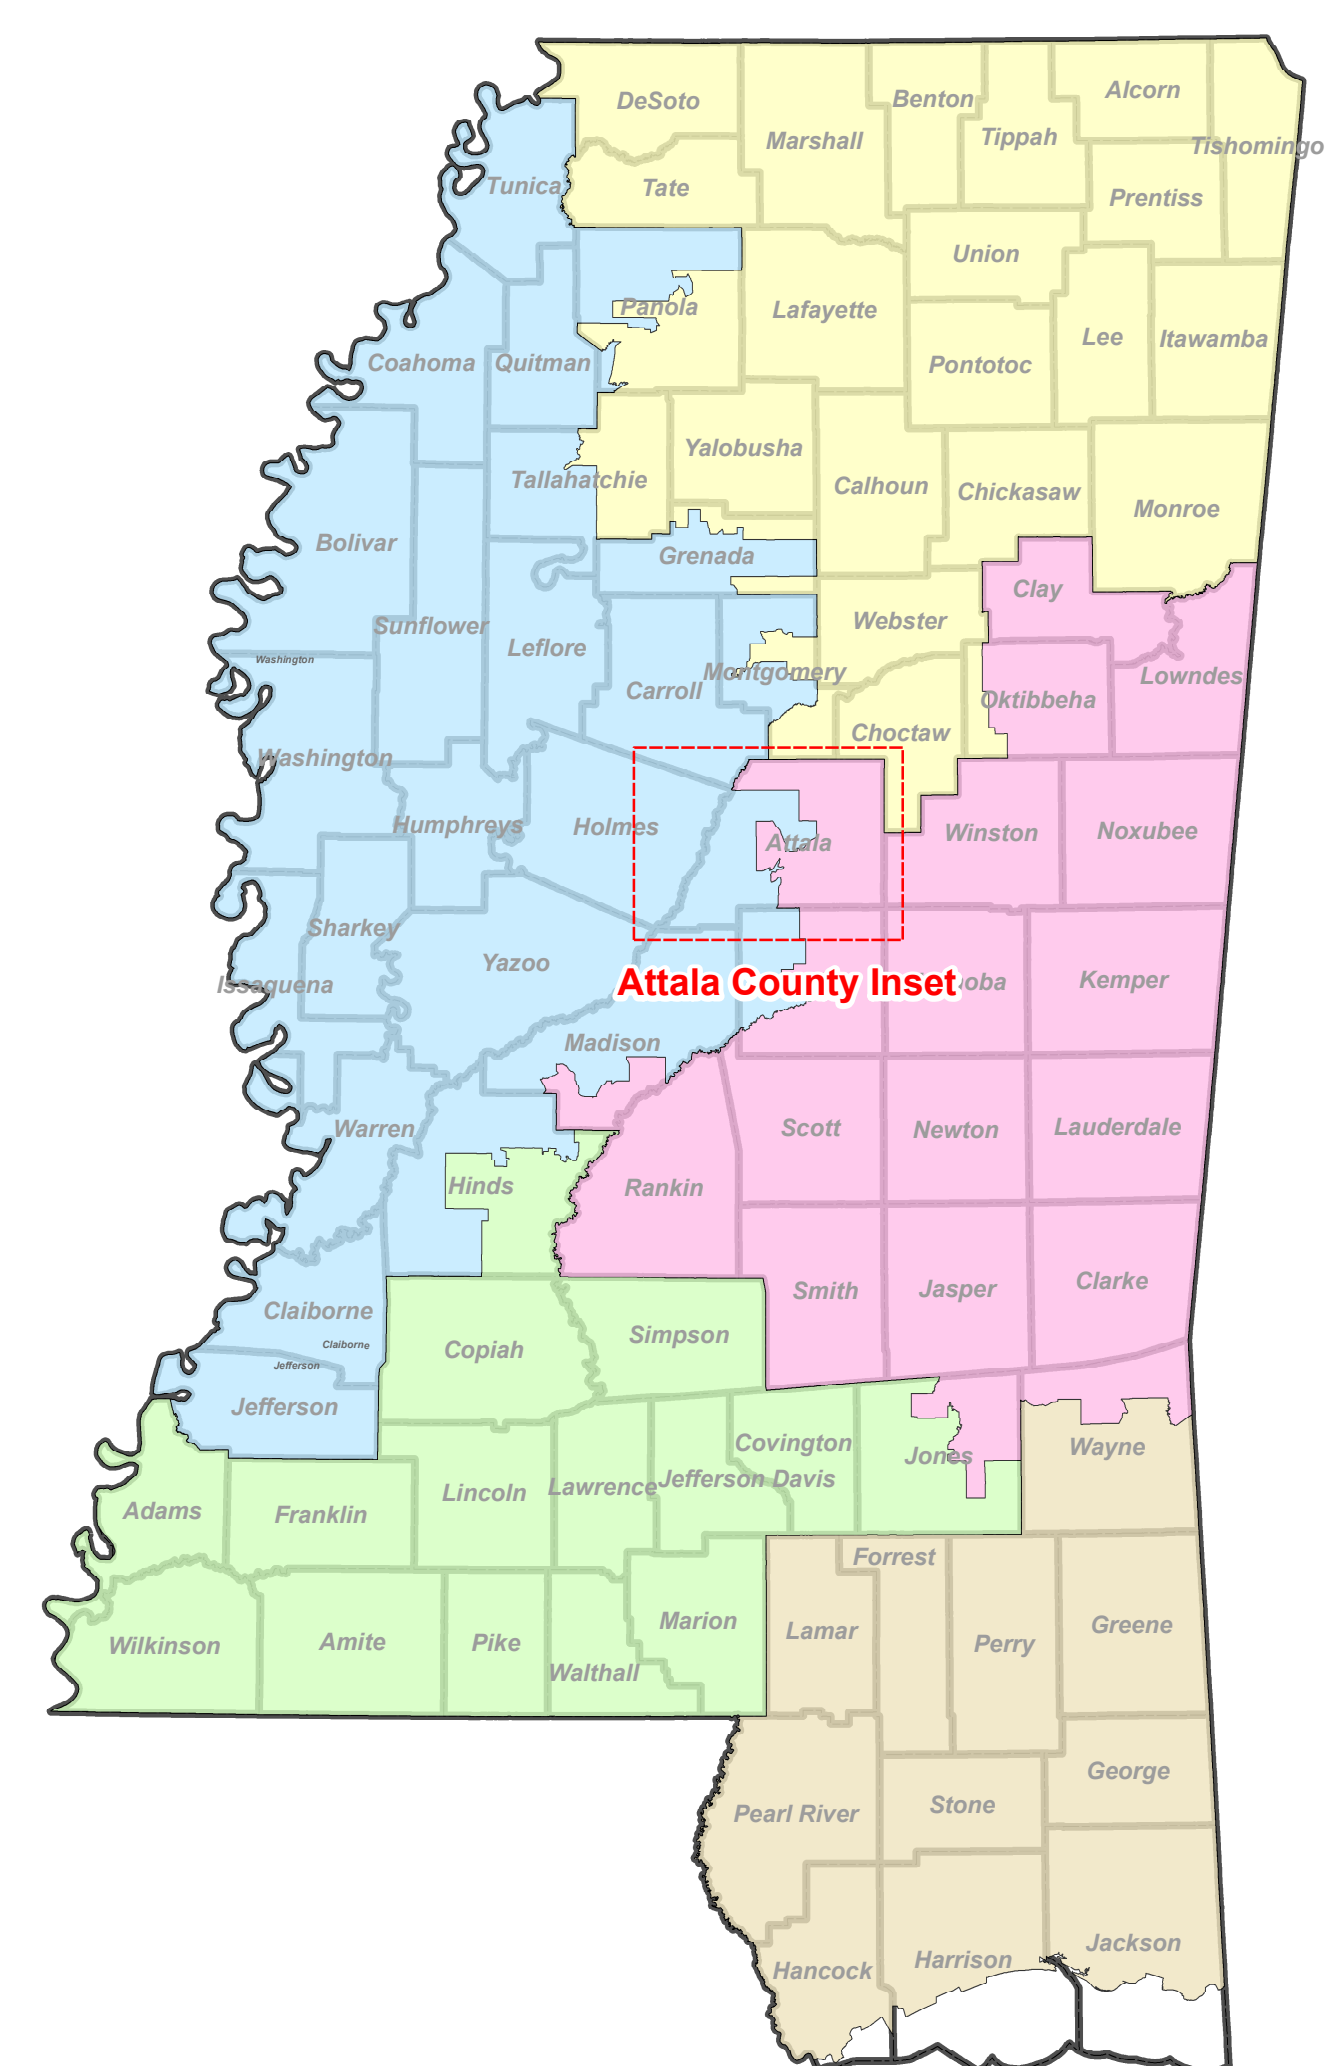 DeSoto
Benton
Alcorn
Marshall
Tippah
Tishomingo
Tunica
Tate
Prentiss
Union
Panola
Lafayette
Lee
Itawamba
Coahoma
Quitman
Pontotoc
Yalobusha
Tallahatchie
Calhoun
Chickasaw
Monroe
Bolivar
Grenada
Clay
Sunflower
Webster
Leflore
Washington
Montgomery
Lowndes
Carroll
Oktibbeha
Choctaw
Washington
Humphreys
Holmes
Attala
Winston
Noxubee
Sharkey
Yazoo
Issaquena
Attala County Inset
oba
Kemper
Madison
Warren
Scott
Newton
Lauderdale
Hinds
Rankin
Claiborne
Smith
Jasper
Clarke
Simpson
Claiborne
Copiah
Jefferson
Jefferson
Covington
Jones
Wayne
Jefferson Davis
Lawrence
Lincoln
Adams
Franklin
Forrest
Marion
Lamar
Greene
Wilkinson
Amite
Pike
Perry
Walthall
George
Pearl River
Stone
Jackson
Hancock
Harrison